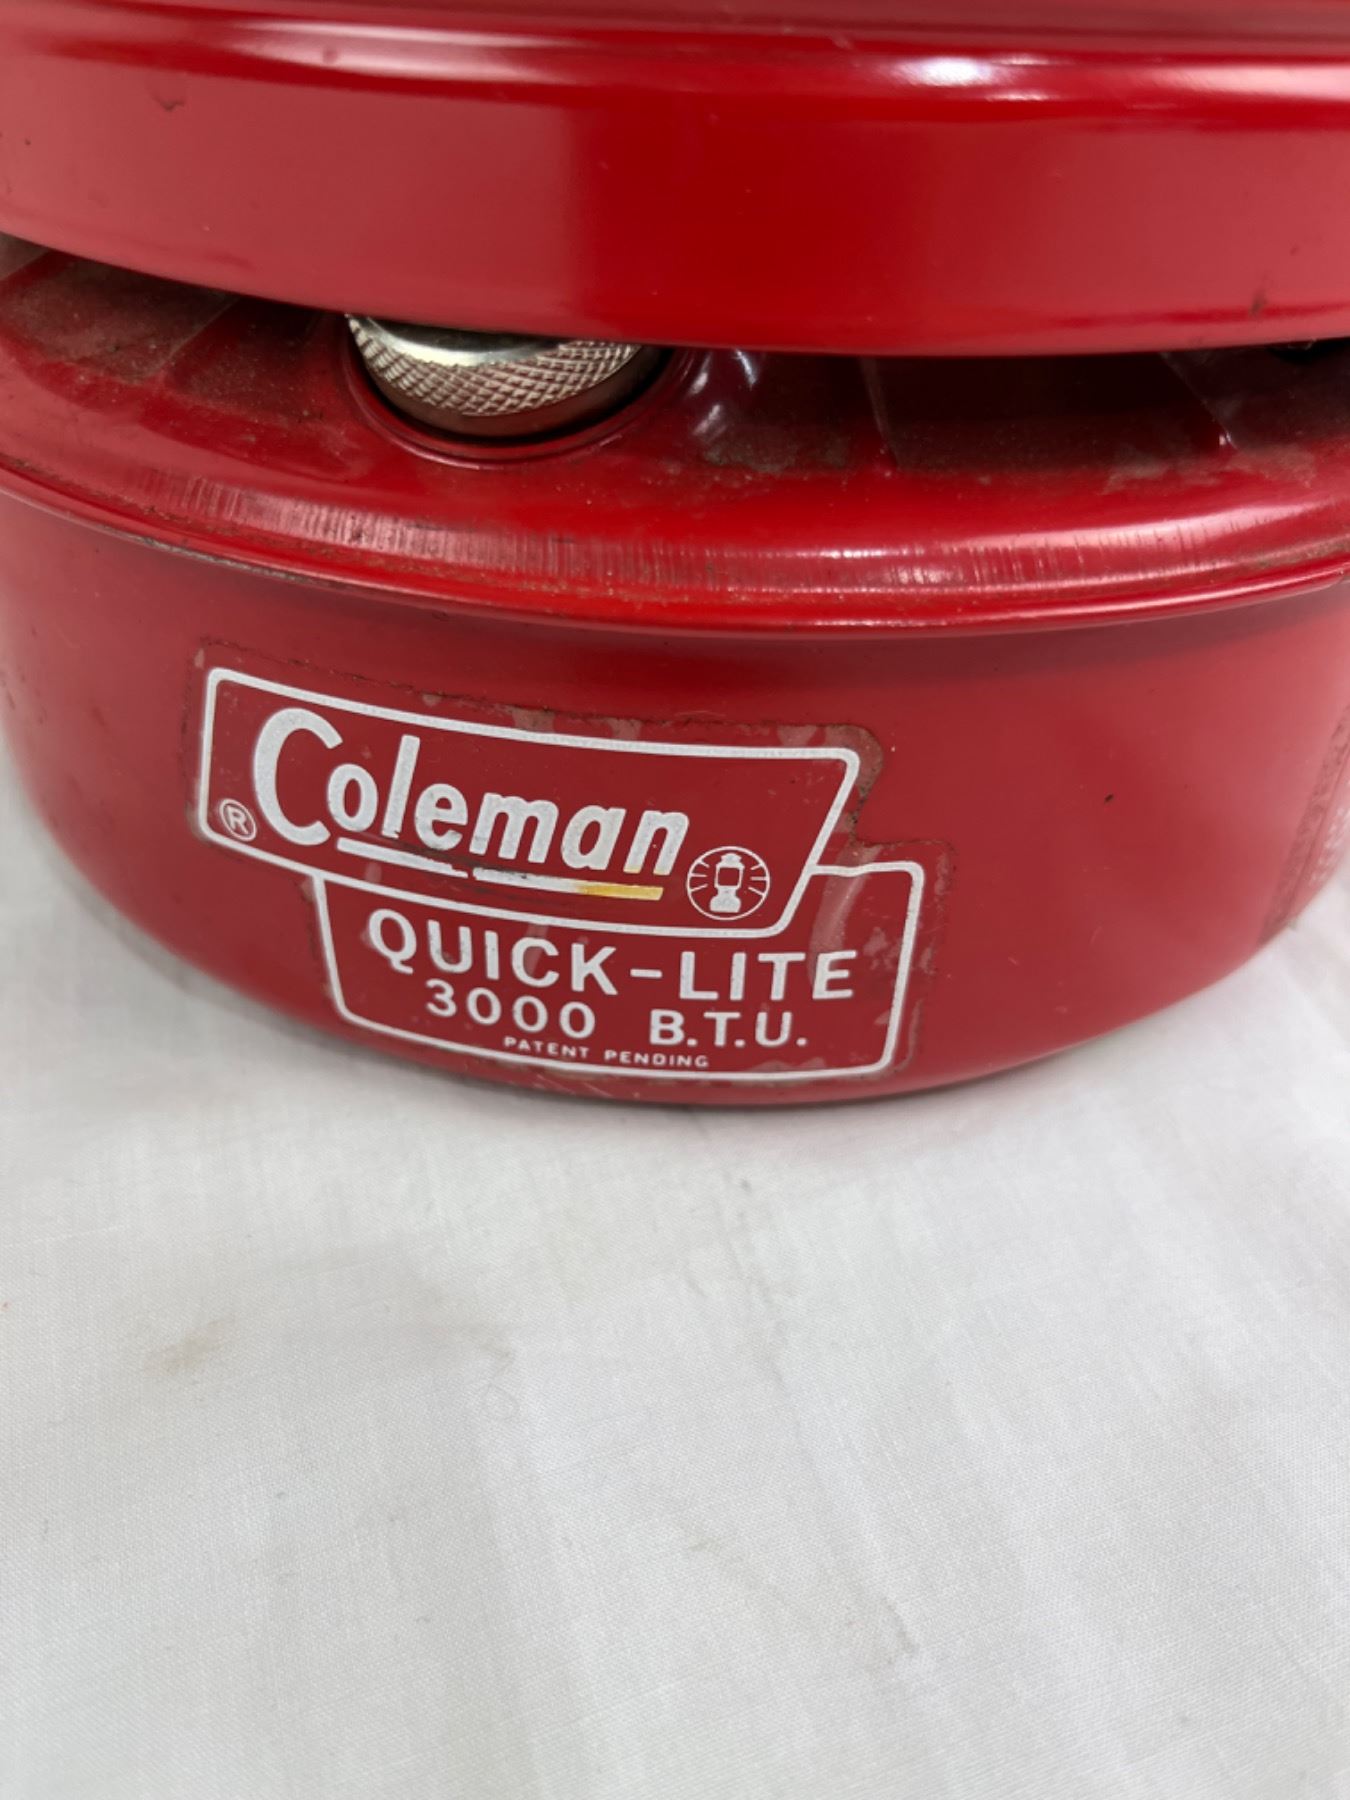 Coleman
®
QUICK-LITE
3000 B.T.U.
PATENT PENDING